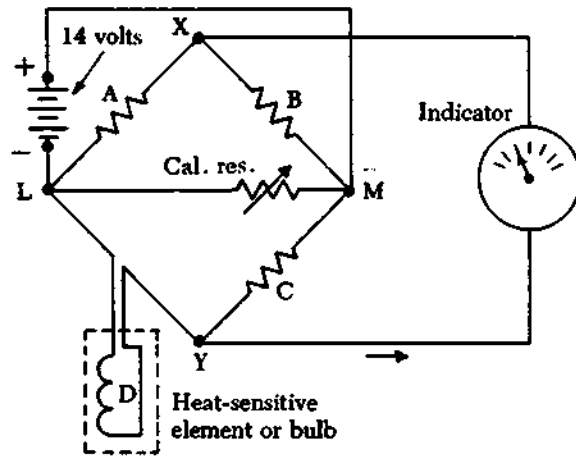 14 volts
X
+
A
B
Indicator
Cal. res.
−
L
M
C
Y
D
Heat-sensitive
element or bulb